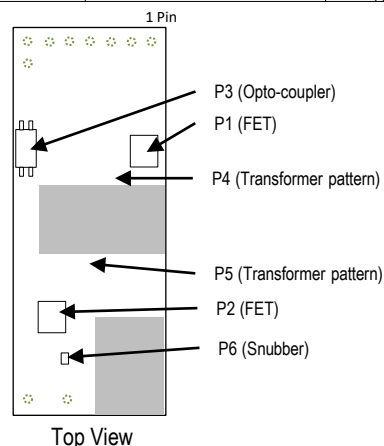 1 Pin
P3 (Opto-coupler)
P1 (FET)
P4 (Transformer pattern)
P5 (Transformer pattern)
P2 (FET)
P6 (Snubber)
Top View